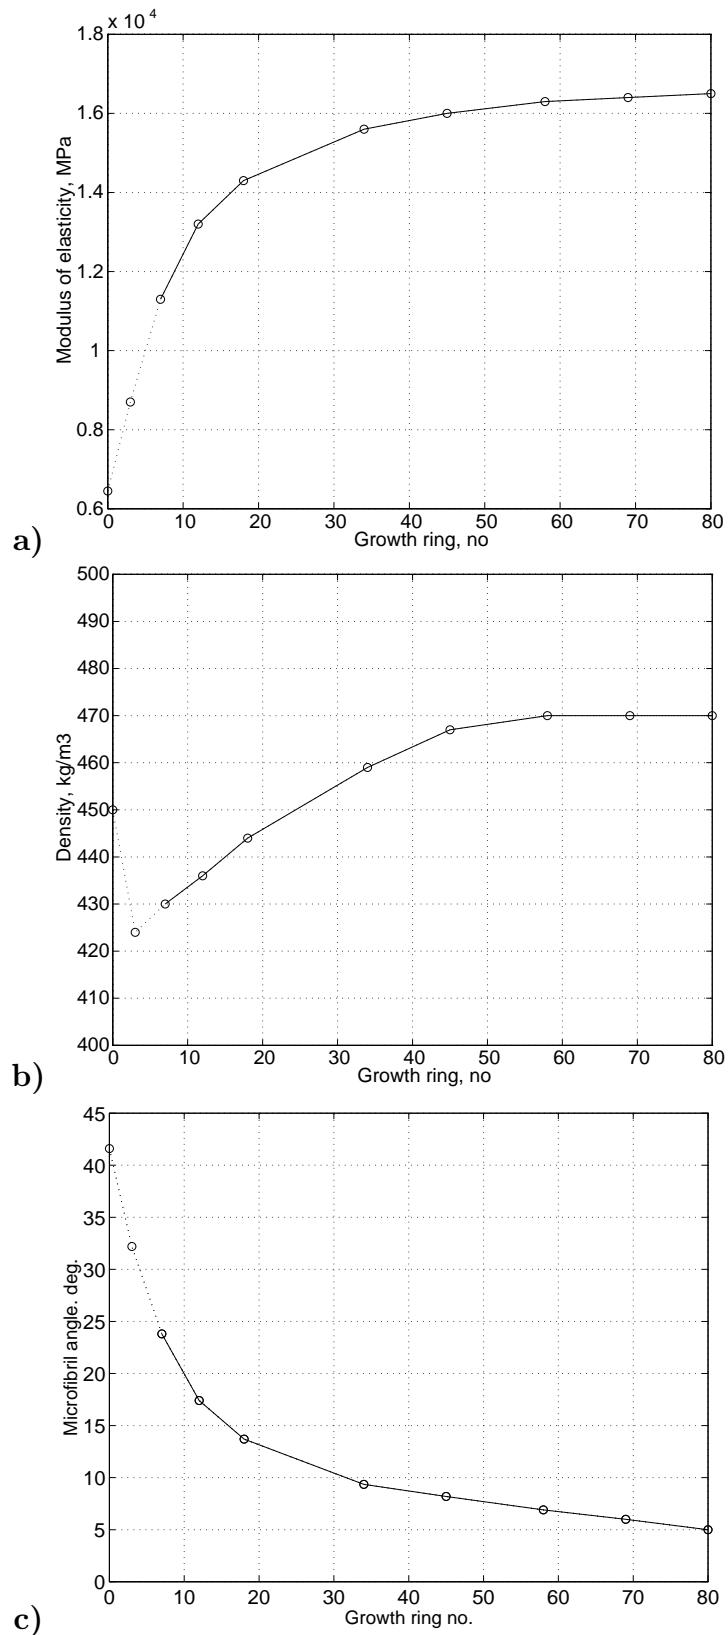 x 10 4
1.8
1.6
1.4
1.2
1
0.8
0.6
Modulus of elasticity, MPa
0 10 20 30 40 50 60 70 80
Growth ring, no
a)
500
490
480
470
460
450
440
430
420
410
400
Density, kg/m3
0 10 20 30 40 50 60 70 80
Growth ring, no
b)
45
40
35
30
25
20
15
10
5
0
Microfibril angle. deg.
0 10 20 30 40 50 60 70 80
Growth ring no.
c)